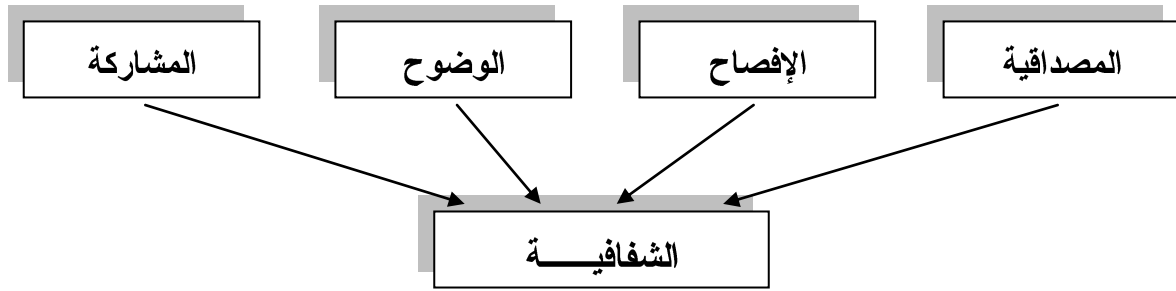 المصداقية
الإفصاح
الوضوح
المشاركة
الشفافيـــــة